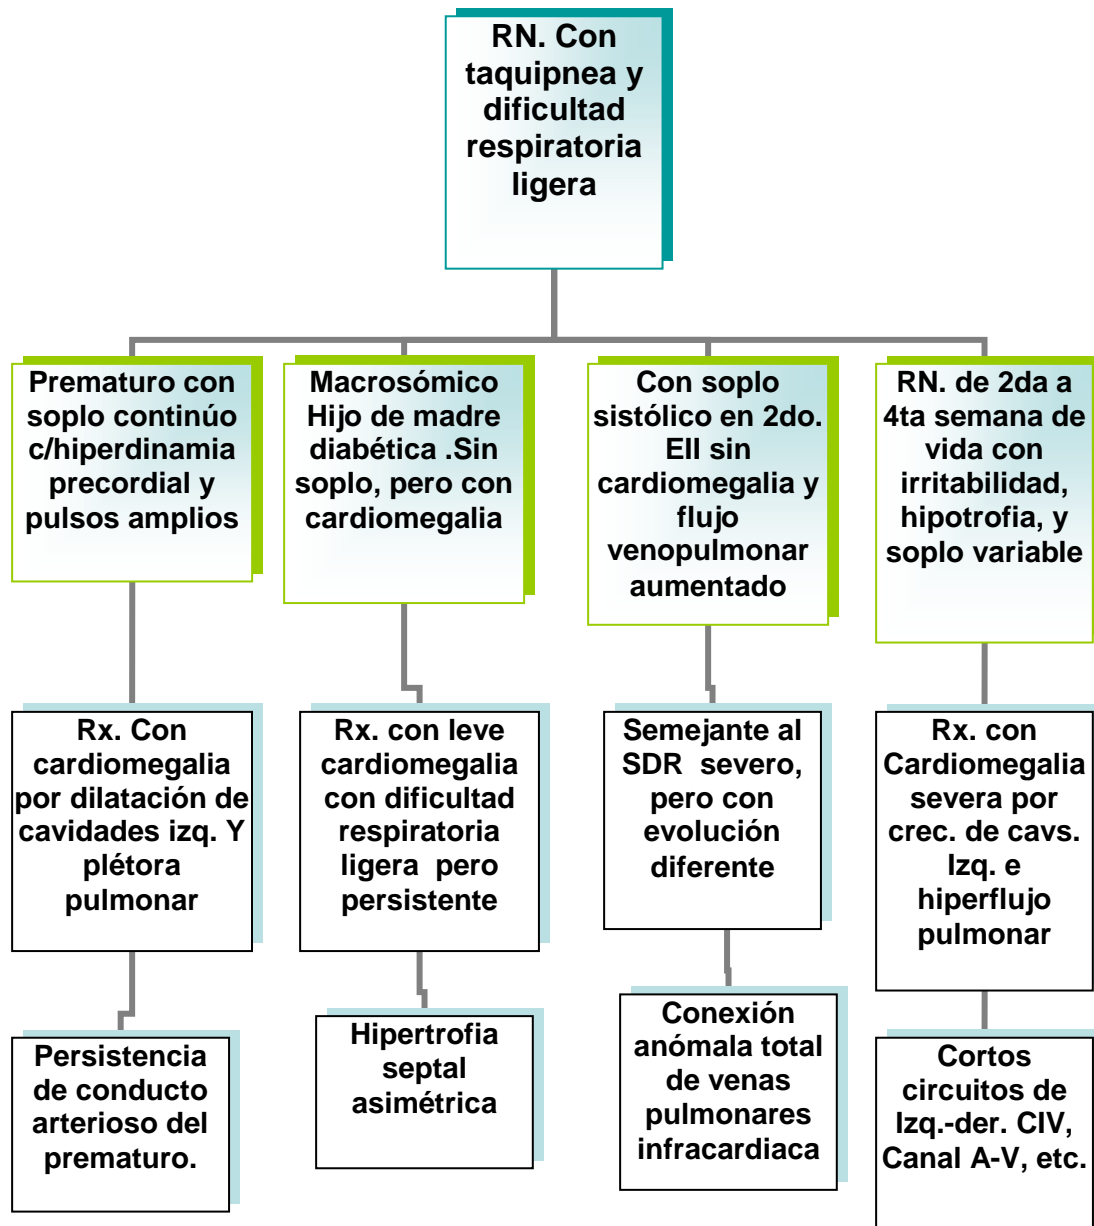 RN. Con
taquipnea y
dificultad
respiratoria
ligera
Prematuro con
soplo continúo
c/hiperdinamia
precordial y
pulsos amplios
Macrosómico
Hijo de madre
diabética .Sin
soplo, pero con
cardiomegalia
Con soplo
sistólico en 2do.
EII sin
cardiomegalia y
flujo
venopulmonar
aumentado
RN. de 2da a
4ta semana de
vida con
irritabilidad,
hipotrofia, y
soplo variable
Rx. Con
cardiomegalia
por dilatación de
cavidades izq. Y
plétora
pulmonar
Rx. con leve
cardiomegalia
con dificultad
respiratoria
ligera pero
persistente
Semejante al
SDR severo,
pero con
evolución
diferente
Rx. con
Cardiomegalia
severa por
crec. de cavs.
Izq. e
hiperflujo
pulmonar
Persistencia
de conducto
arterioso del
prematuro.
Hipertrofia
septal
asimétrica
Conexión
anómala total
de venas
pulmonares
infracardiaca
Cortos
circuitos de
Izq.-der. CIV,
Canal A-V, etc.